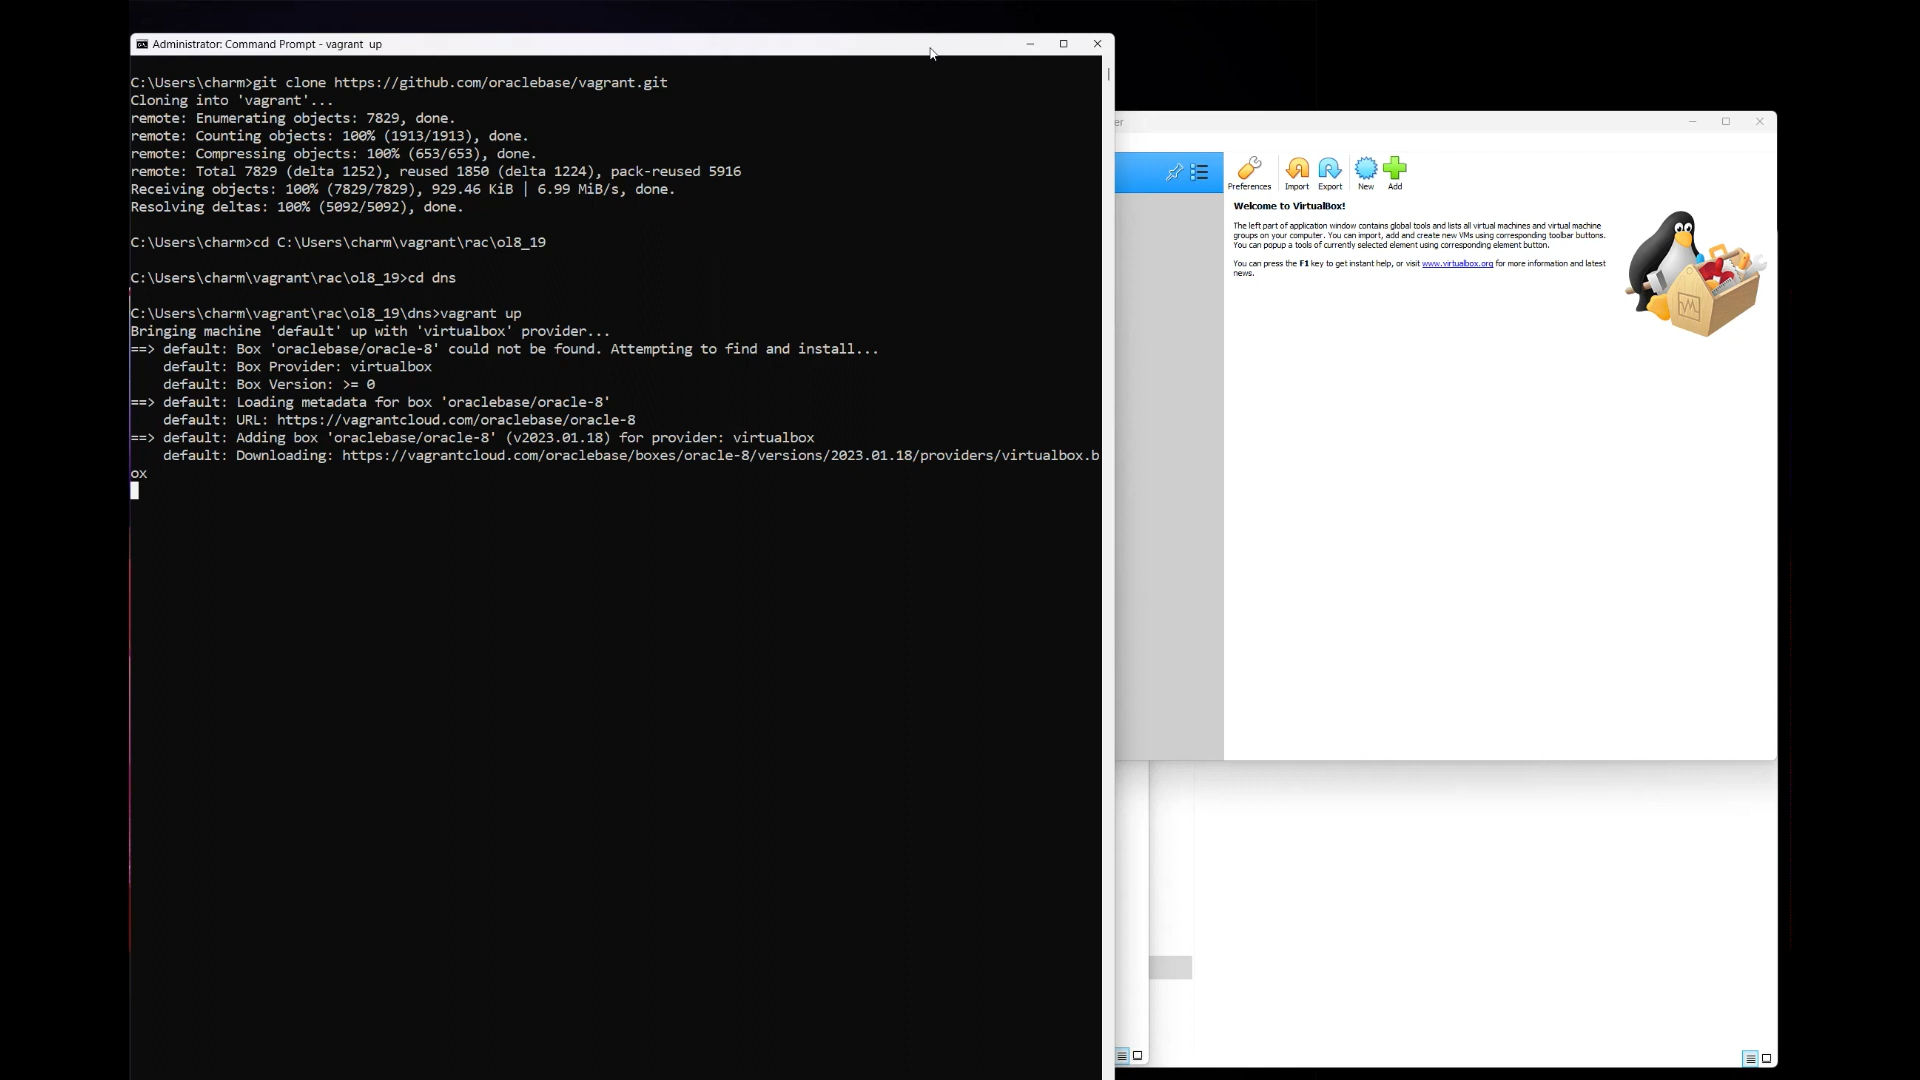 Administrator: Command Prompt - vagrant up
C:\Users\charm>git clone https://github.com/oraclebase/vagrant.git
Cloning into 'vagrant'...
remote: Enumerating objects: 7829, done.
remote: Counting objects: 100% (1913/1913), done.
remote: Compressing objects: 100% (653/653), done.
remote: Total 7829 (delta 1252), reused 1850 (delta 1224), pack-reused 5916
Receiving objects: 100% (7829/7829), 929.46 KiB | 6.99 MiB/s, done.
Resolving deltas: 100% (5092/5092), done.
C:\Users\charm>cd C:\Users\charm\vagrant\rac\ol8_19
C:\Users\charm\vagrant\rac\ol8_19>cd dns
C:\Users\charm\vagrant\rac\ol8_19\dns>vagrant up
Bringing machine 'default' up with 'virtualbox' provider...
==> default: Box 'oraclebase/oracle-8' could not be found. Attempting to find and install...
default: Box Provider: virtualbox
default: Box Version: >= 0
==> default: Loading metadata for box 'oraclebase/oracle-8'
default: URL: https://vagrantcloud.com/oraclebase/oracle-8
==> default: Adding box 'oraclebase/oracle-8' (v2023.01.18) for provider: virtualbox
default: Downloading: https://vagrantcloud.com/oraclebase/boxes/oracle-8/versions/2023.01.18/providers/virtualbox.b
ox
er
Preferences Import Export New Add
Welcome to VirtualBox!
The left part of application window contains global tools and lists all virtual machines and virtual machine
groups on your computer. You can import, add and create new VMs using corresponding toolbar buttons.
You can popup a tools of currently selected element using corresponding element button.
You can press the F1 key to get instant help, or visit www.virtualbox.org for more information and latest
news.